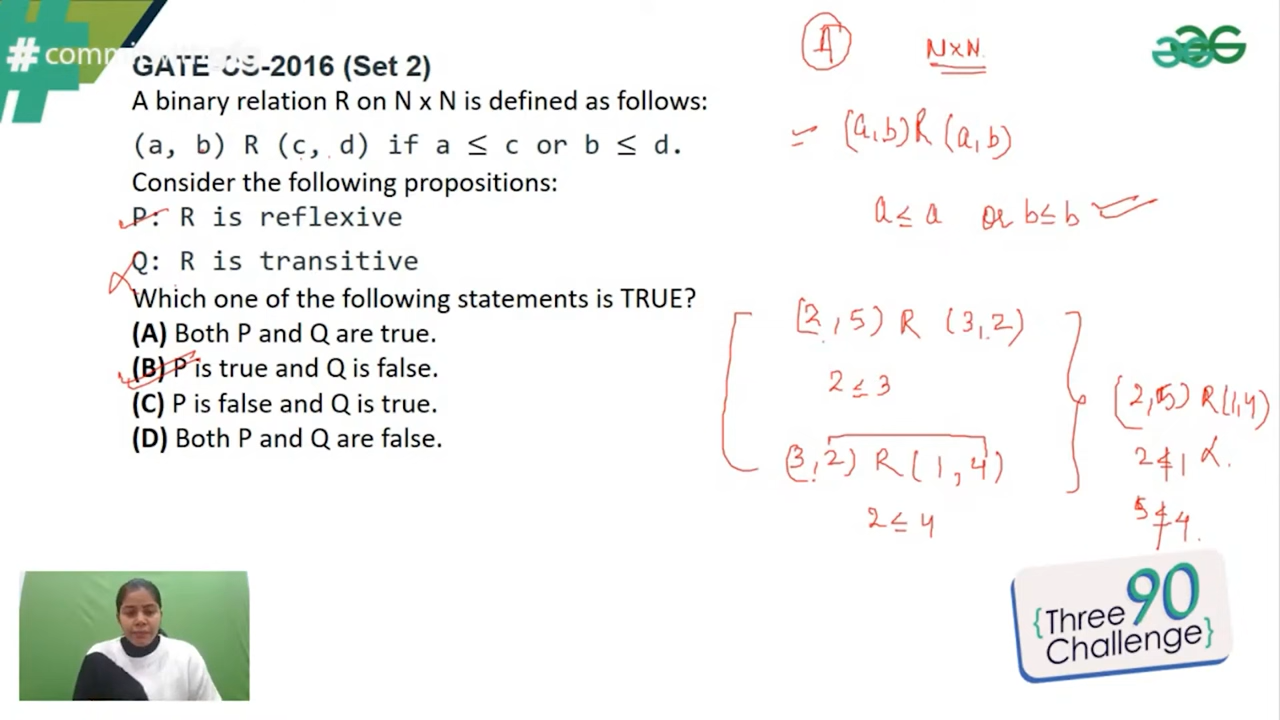 #comm
GATE CS-2016 (Set 2)
A binary relation R on N x N is defined as follows:
(a, b) R (c, d) if a ≤ c or b ≤ d.
Consider the following propositions:
P: R is reflexive
Q: R is transitive
Which one of the following statements is TRUE?
(A) Both P and Q are true.
(B) P is true and Q is false.
(C) P is false and Q is true.
(D) Both P and Q are false.
A
N×N.
(a,b) R (a,b)
a ≤ a or b ≤ b
(2,5) R (3,2)
2 ≤ 3
(3,2) R (1,4)
2 ≤ 4
(2,5) R (1,4)
2 ≰ 1
5 ≰ 4.
{Three 90
Challenge}